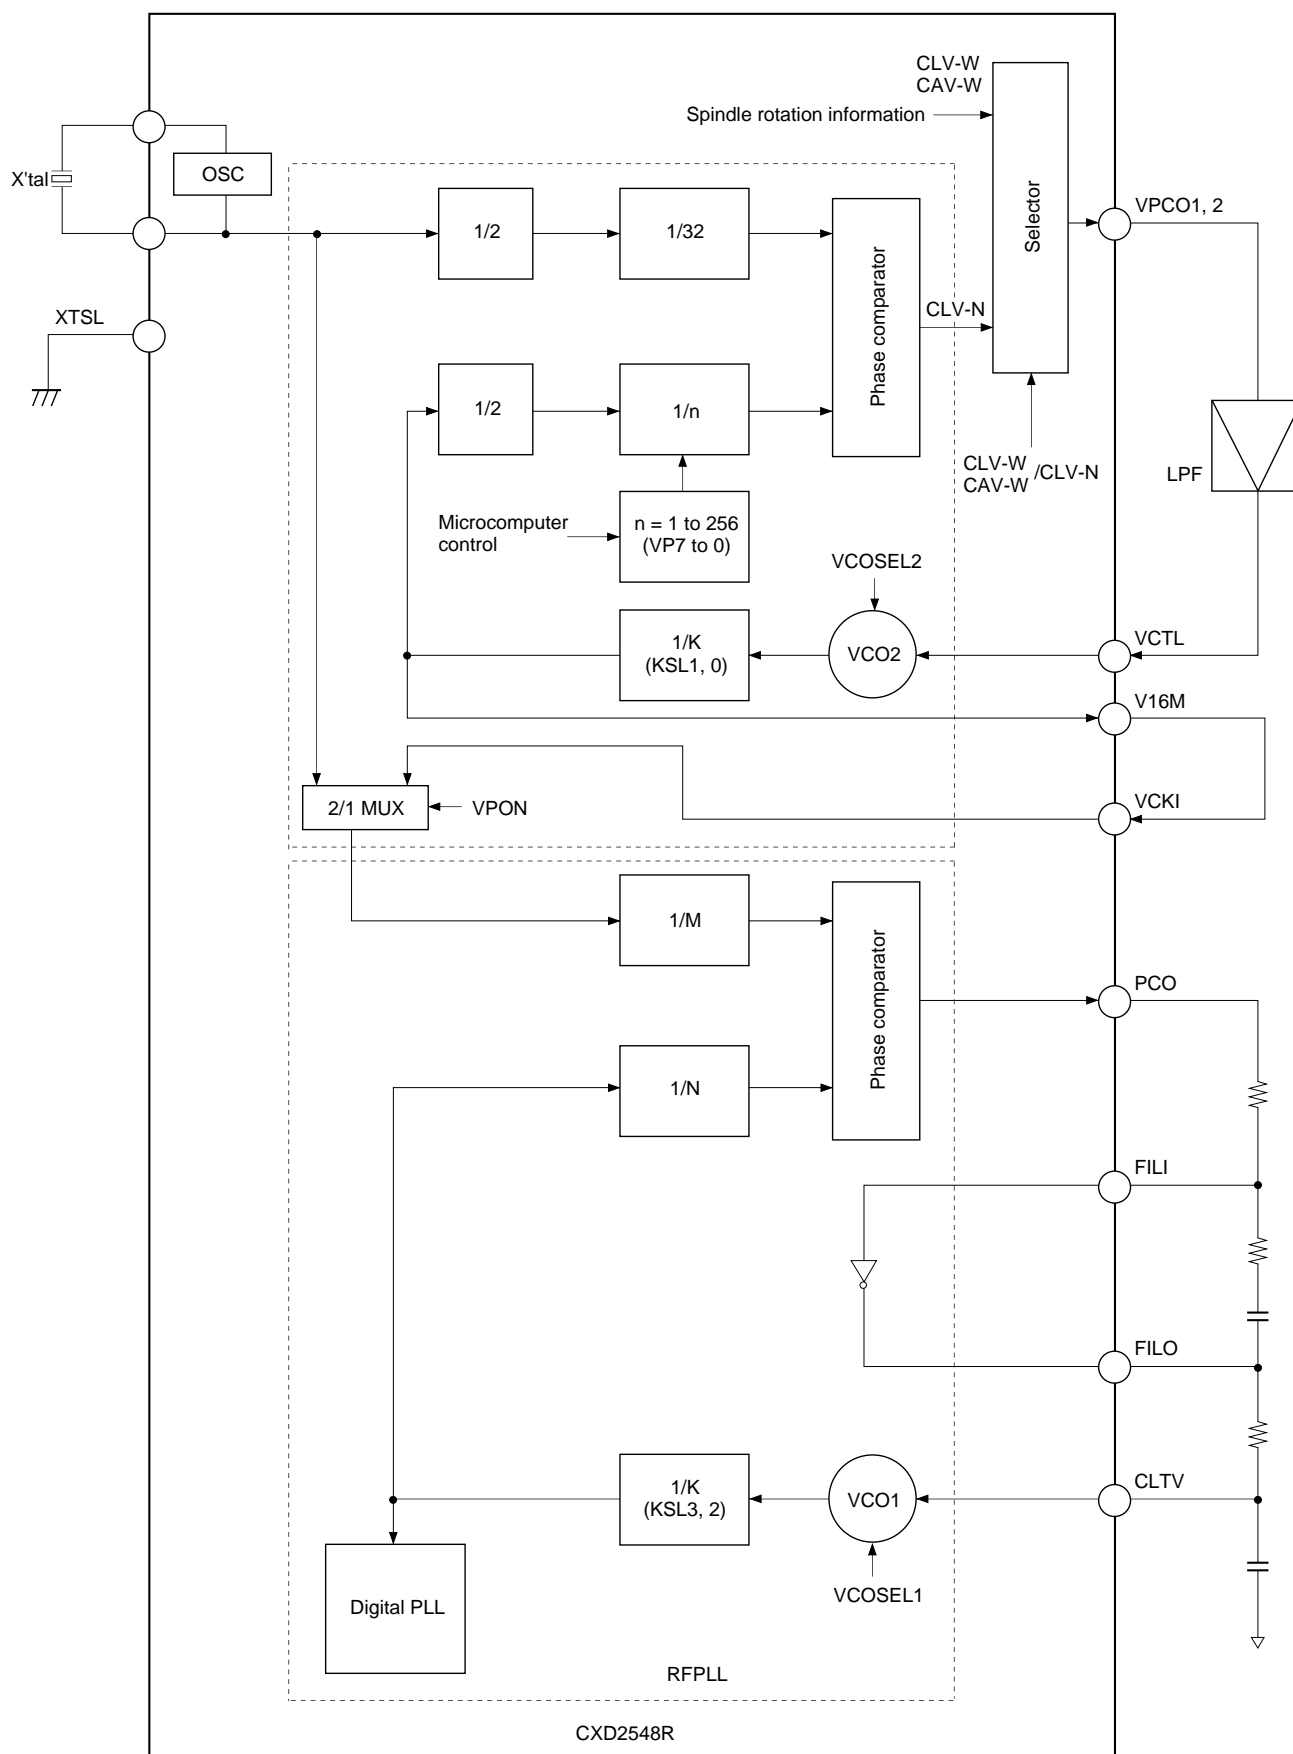 CLV-W
CAV-W
Spindle rotation information
X'tal
OSC
1/2
1/32
Phase comparator
Selector
VPCO1, 2
XTSL
CLV-N
1/2
1/n
CLV-W
CAV-W
/CLV-N
LPF
Microcomputer
control
n = 1 to 256
(VP7 to 0)
VCOSEL2
1/K
(KSL1, 0)
VCO2
VCTL
V16M
2/1 MUX
VPON
VCKI
1/M
Phase comparator
PCO
1/N
FILI
FILO
1/K
(KSL3, 2)
VCO1
CLTV
VCOSEL1
Digital PLL
RFPLL
CXD2548R